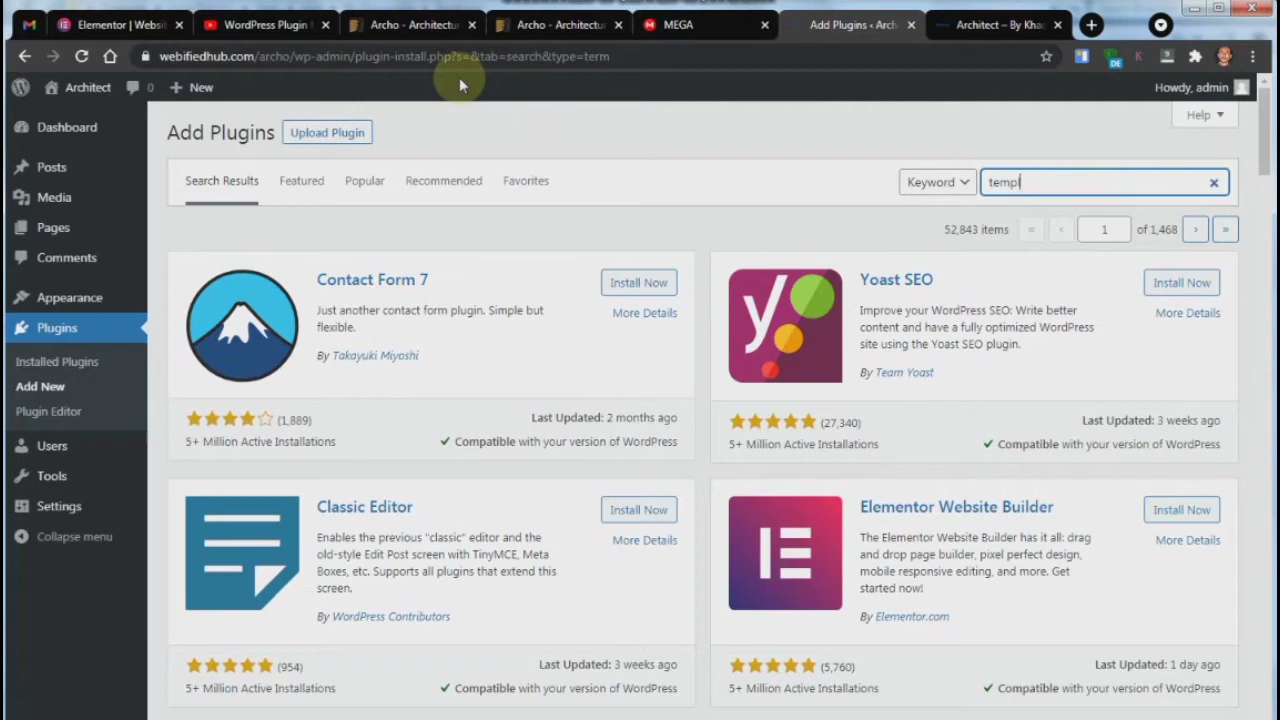 Elementor | Websit
WordPress Plugin
Archo - Architectur
Archo - Architectur
MEGA
Add Plugins ‹ Arch
Architect – By Kha
webifiedhub.com/archo/wp-admin/plugin-install.php?s=&tab=search&type=term
DE
K
Architect
0
New
Howdy, admin
Dashboard
Posts
Media
Pages
Comments
Appearance
Plugins
Installed Plugins
Add New
Plugin Editor
Users
Tools
Settings
Collapse menu
Help
Add Plugins
Upload Plugin
Search Results
Featured
Popular
Recommended
Favorites
Keyword
templ
52,843 items
«
‹
1
of 1,468
›
»
Contact Form 7
Install Now
More Details
Just another contact form plugin. Simple but
flexible.
By Takayuki Miyoshi
(1,889)
Last Updated: 2 months ago
5+ Million Active Installations
Compatible with your version of WordPress
y
Yoast SEO
Install Now
More Details
Improve your WordPress SEO: Write better
content and have a fully optimized WordPress
site using the Yoast SEO plugin.
By Team Yoast
(27,340)
Last Updated: 3 weeks ago
5+ Million Active Installations
Compatible with your version of WordPress
Classic Editor
Install Now
More Details
Enables the previous "classic" editor and the
old-style Edit Post screen with TinyMCE, Meta
Boxes, etc. Supports all plugins that extend this
screen.
By WordPress Contributors
(954)
Last Updated: 3 weeks ago
5+ Million Active Installations
Compatible with your version of WordPress
Elementor Website Builder
Install Now
More Details
The Elementor Website Builder has it all: drag
and drop page builder, pixel perfect design,
mobile responsive editing, and more. Get
started now!
By Elementor.com
(5,760)
Last Updated: 1 day ago
5+ Million Active Installations
Compatible with your version of WordPress